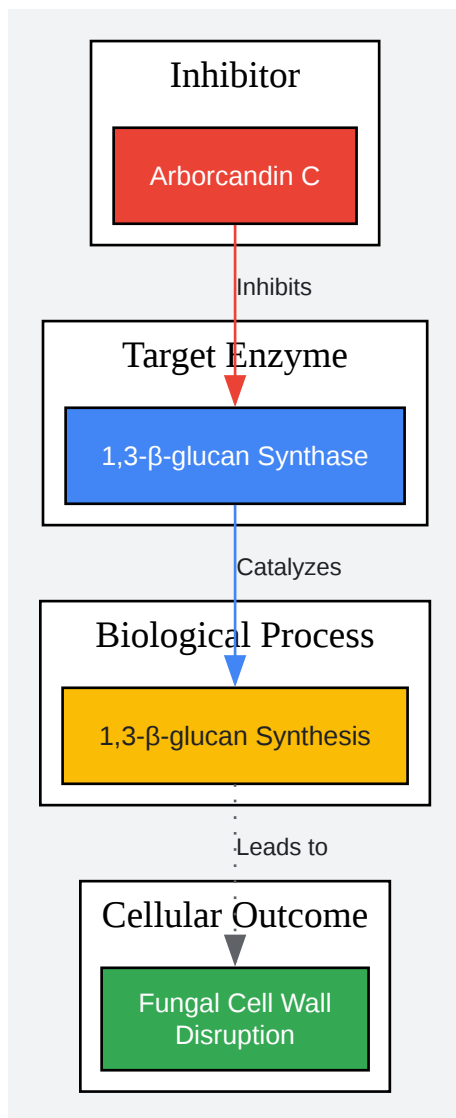 Inhibitor
Arborcandin C
Inhibits
Target Enzyme
1,3-β-glucan Synthase
Catalyzes
Biological Process
1,3-β-glucan Synthesis
Leads to
Cellular Outcome
Fungal Cell Wall
Disruption